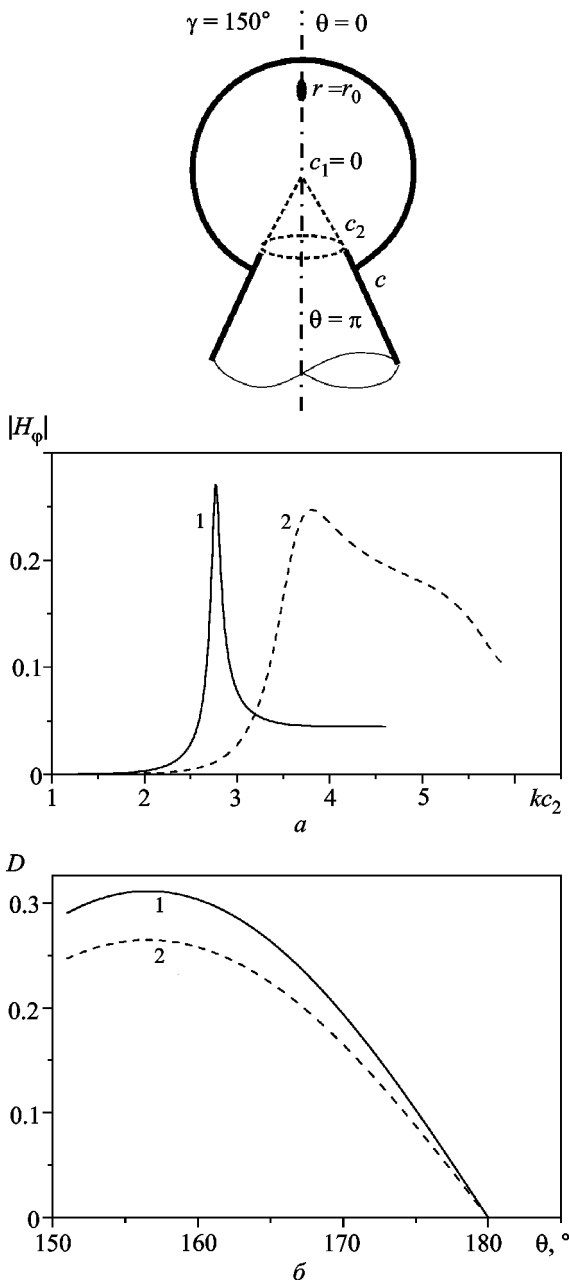 γ = 150° θ = 0
r = r₀
c₁ = 0
c₂
c
θ = π
|Hφ|
1 2
0.2
0.1
0
1 2 3 4 5 kc₂
а
D
0.3
1
2
0.2
0.1
0
150 160 170 180 θ, °
б